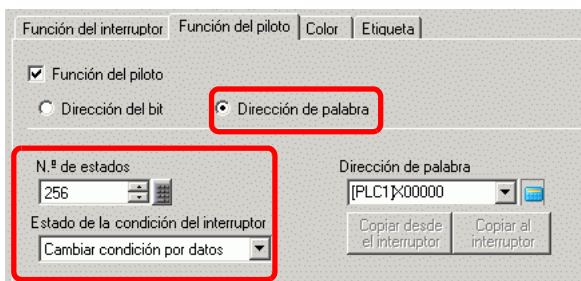 Función del interruptor Función del piloto Color Etiqueta
Función del piloto
Dirección del bit Dirección de palabra
N.º de estados Dirección de palabra
256 [PLC1]X00000
Estado de la condición del interruptor Copiar desde el interruptor Copiar al interruptor
Cambiar condición por datos